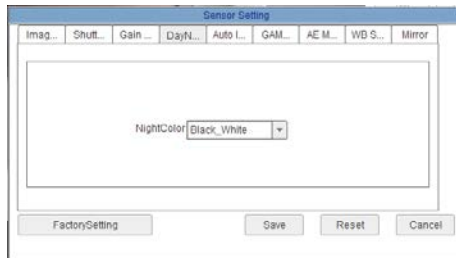 Sensor Setting
Imag... Shutt... Gain ... DayN... Auto I... GAM... AE M... WB S... Mirror
NightColor Black_White
FactorySetting Save Reset Cancel